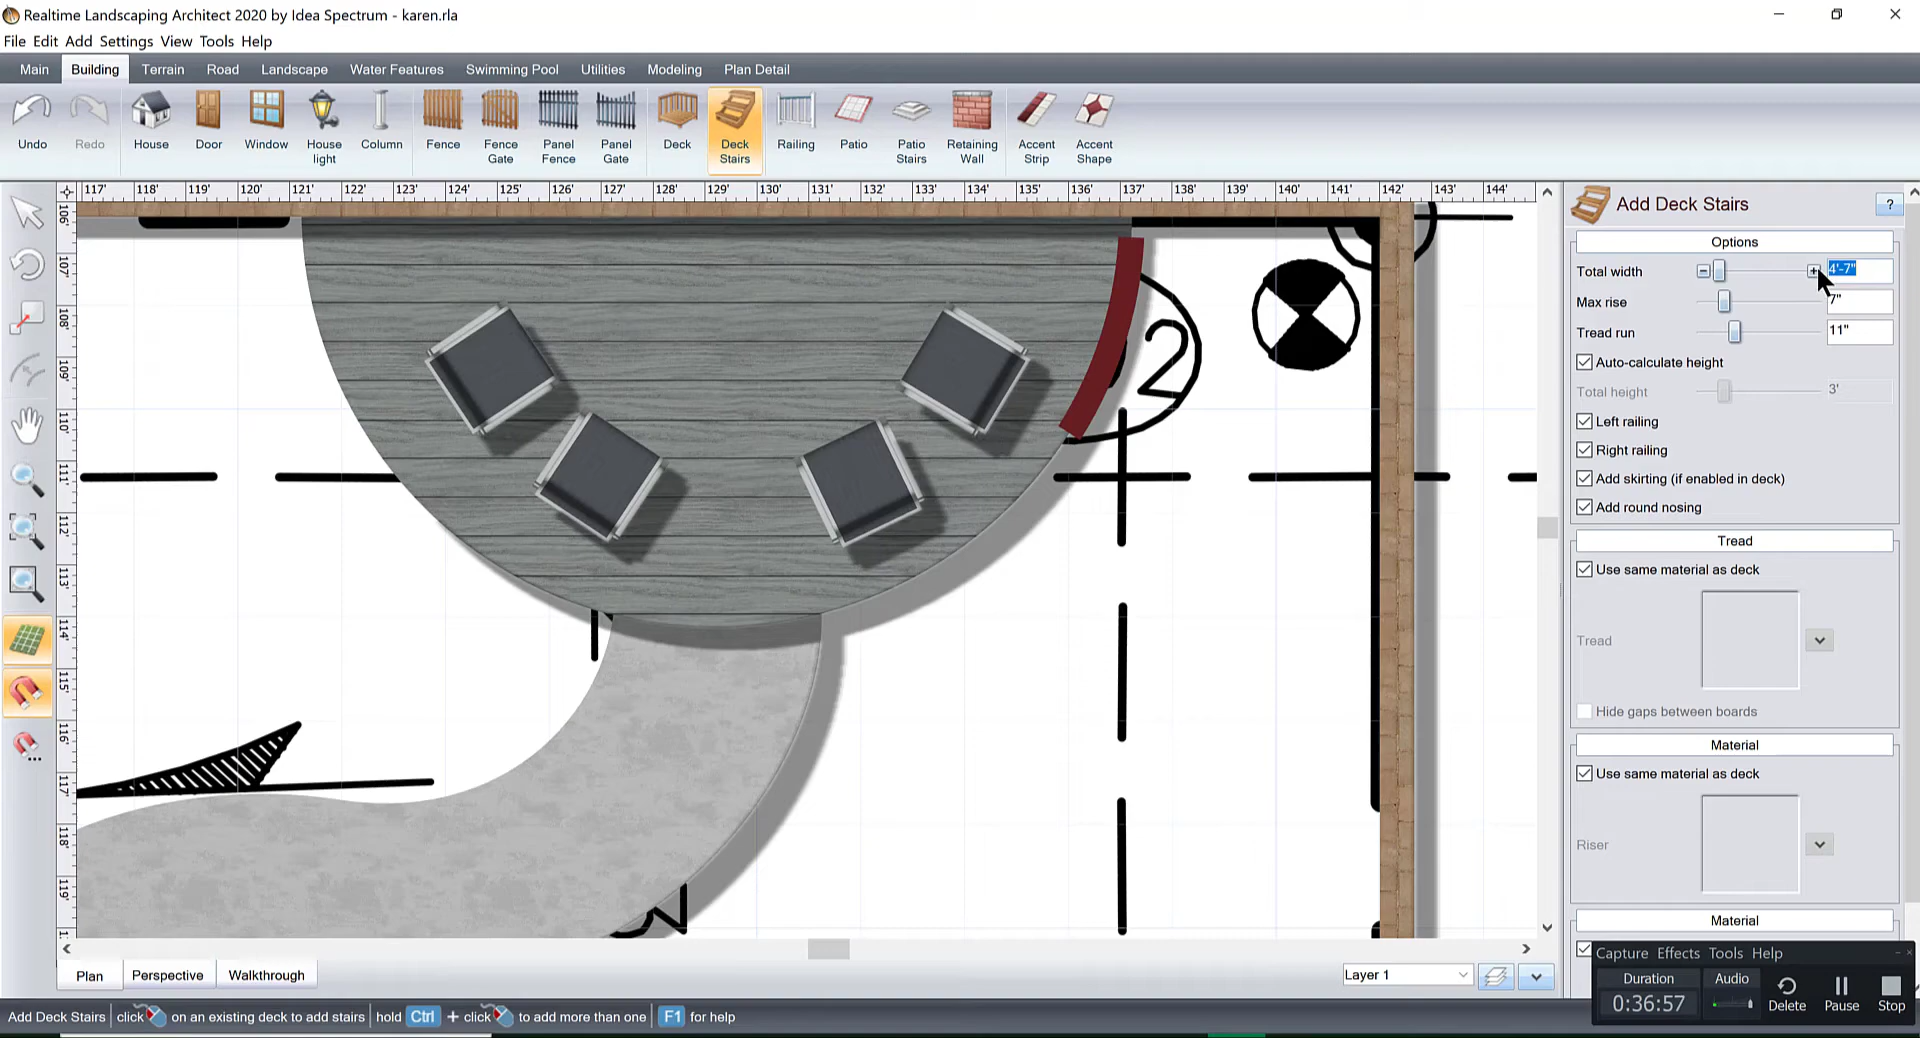 Realtime Landscaping Architect 2020 by Idea Spectrum - karen.rla
File Edit Add Settings View Tools Help
Main Building Terrain Road Landscape Water Features Swimming Pool Utilities Modeling Plan Detail
Undo Redo House Door Window House light Column Fence Fence Gate Panel Fence Panel Gate Deck Deck Stairs Railing Patio Patio Stairs Retaining Wall Accent Strip Accent Shape
117' 118' 119' 120' 121' 122' 123' 124' 125' 126' 127' 128' 129' 130' 131' 132' 133' 134' 135' 136' 137' 138' 139' 140' 141' 142' 143' 144'
106'
107'
108'
109'
110'
111'
112'
113'
114'
115'
116'
117'
118'
119'
2
Add Deck Stairs ?
Options
Total width 4'-7"
Max rise 7"
Tread run 11"
Auto-calculate height
Total height 3'
Left railing
Right railing
Add skirting (if enabled in deck)
Add round nosing
Tread
Use same material as deck
Tread
Hide gaps between boards
Material
Use same material as deck
Riser
Material
Capture Effects Tools Help
Duration Audio
0:36:57 Delete Pause Stop
Plan Perspective Walkthrough Layer 1
Add Deck Stairs click on an existing deck to add stairs hold Ctrl + click to add more than one F1 for help